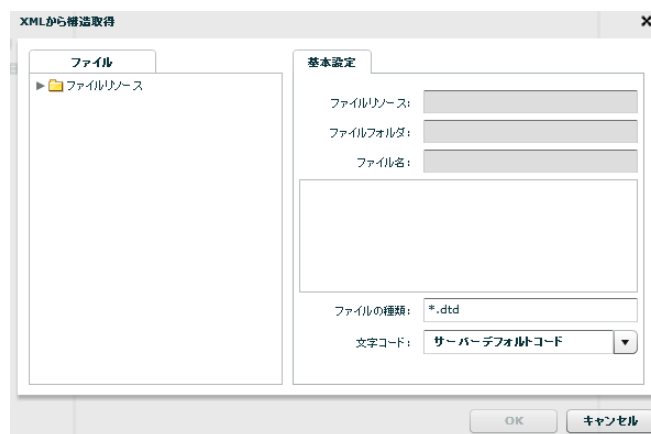 XMLから構造取得
ファイル
ファイルリソース
基本設定
ファイルリソース:
ファイルフォルダ:
ファイル名:
ファイルの種類: *.dtd
文字コード: サーバーデフォルトコード
OK キャンセル